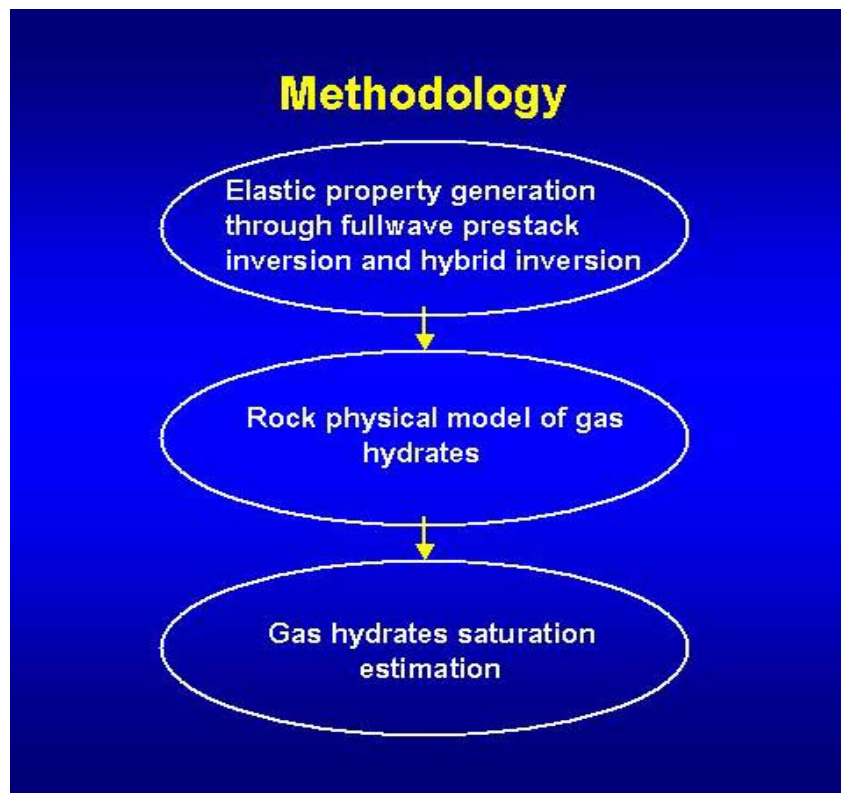 Methodology
Elastic property generation
through fullwave prestack
inversion and hybrid inversion
Rock physical model of gas
hydrates
Gas hydrates saturation
estimation